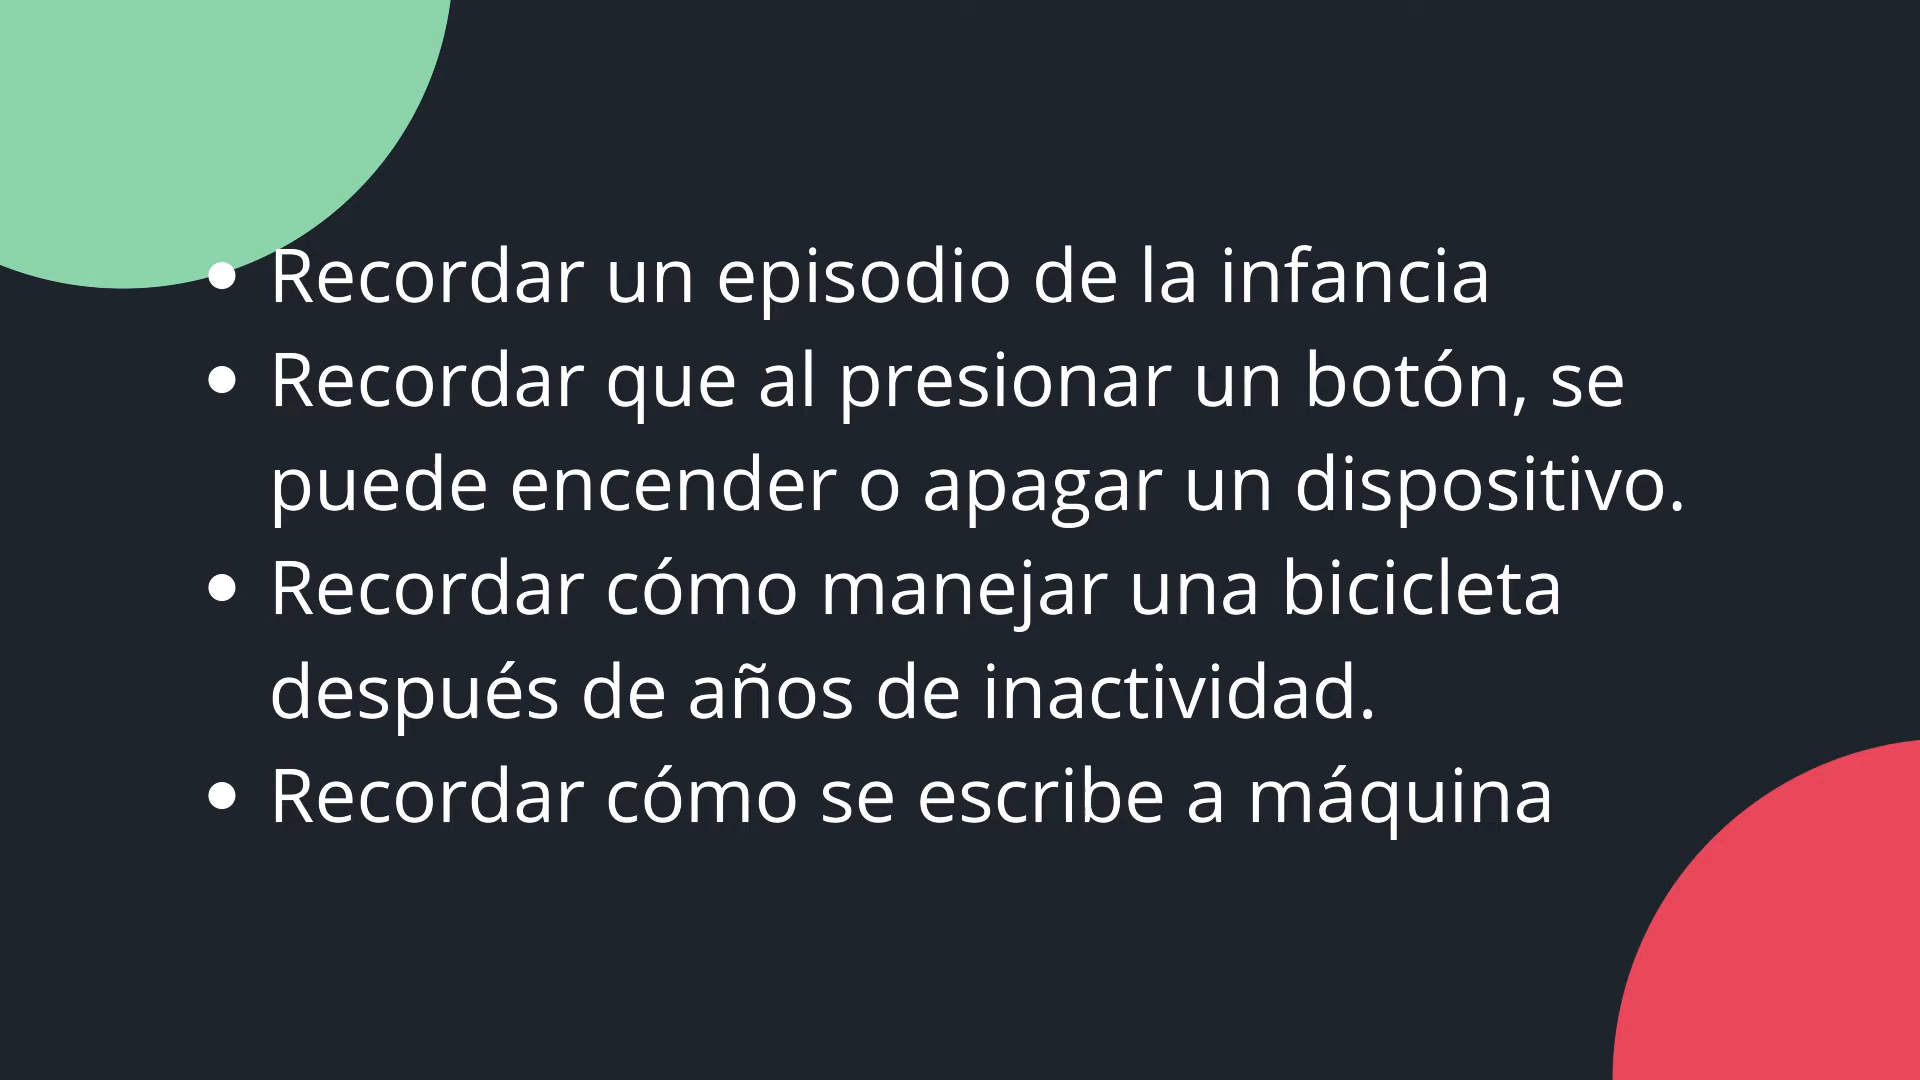 • Recordar un episodio de la infancia
• Recordar que al presionar un botón, se
puede encender o apagar un dispositivo.
• Recordar cómo manejar una bicicleta
después de años de inactividad.
• Recordar cómo se escribe a máquina